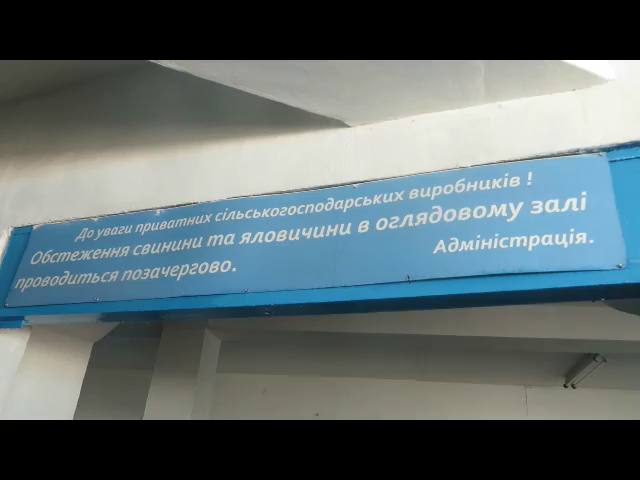 До уваги приватних сільськогосподарських виробників !
Обстеження свинини та яловичини в оглядовому залі
проводиться позачергово.
Адміністрація.